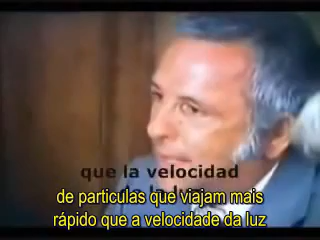 que la velocidad
de particulas que viajam mais
rápido que a velocidade da luz